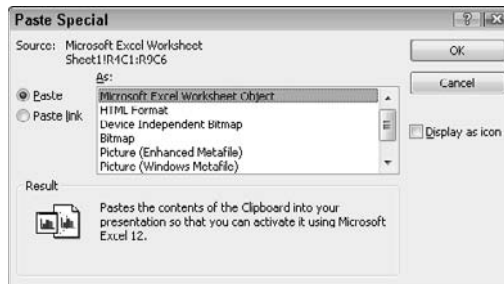 Paste Special
Source: Microsoft Excel Worksheet
Sheet1!R4C1:R9C6
As:
Paste
Paste link
Microsoft Excel Worksheet Object
HTML Format
Device Independent Bitmap
Bitmap
Picture (Enhanced Metafile)
Picture (Windows Metafile)
OK
Cancel
Display as icon
Result
Pastes the contents of the Clipboard into your
presentation so that you can activate it using Microsoft
Excel 12.